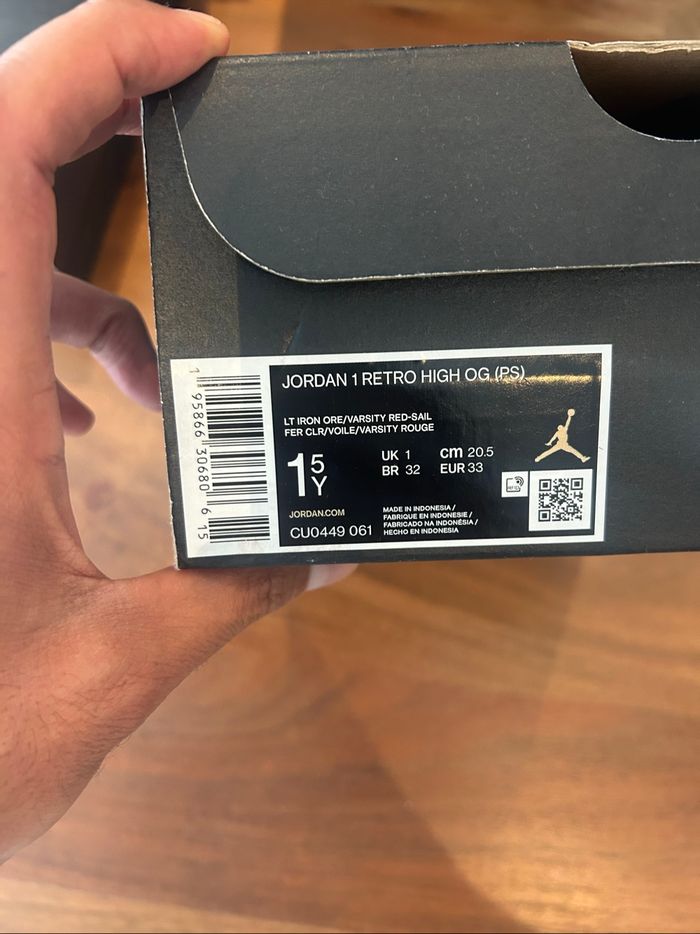 JORDAN 1 RETRO HIGH OG (PS)
LT IRON ORE/VARSITY RED-SAIL
FER CLR/VOILE/VARSITY ROUGE
1 5 Y
UK 1 cm 20.5
BR 32 EUR 33
JORDAN.COM
CU0449 061
MADE IN INDONESIA /
FABRIQUE EN INDONESIE /
FABRICADO NA INDONÉSIA /
HECHO EN INDONESIA
1 95866 30680 6 15